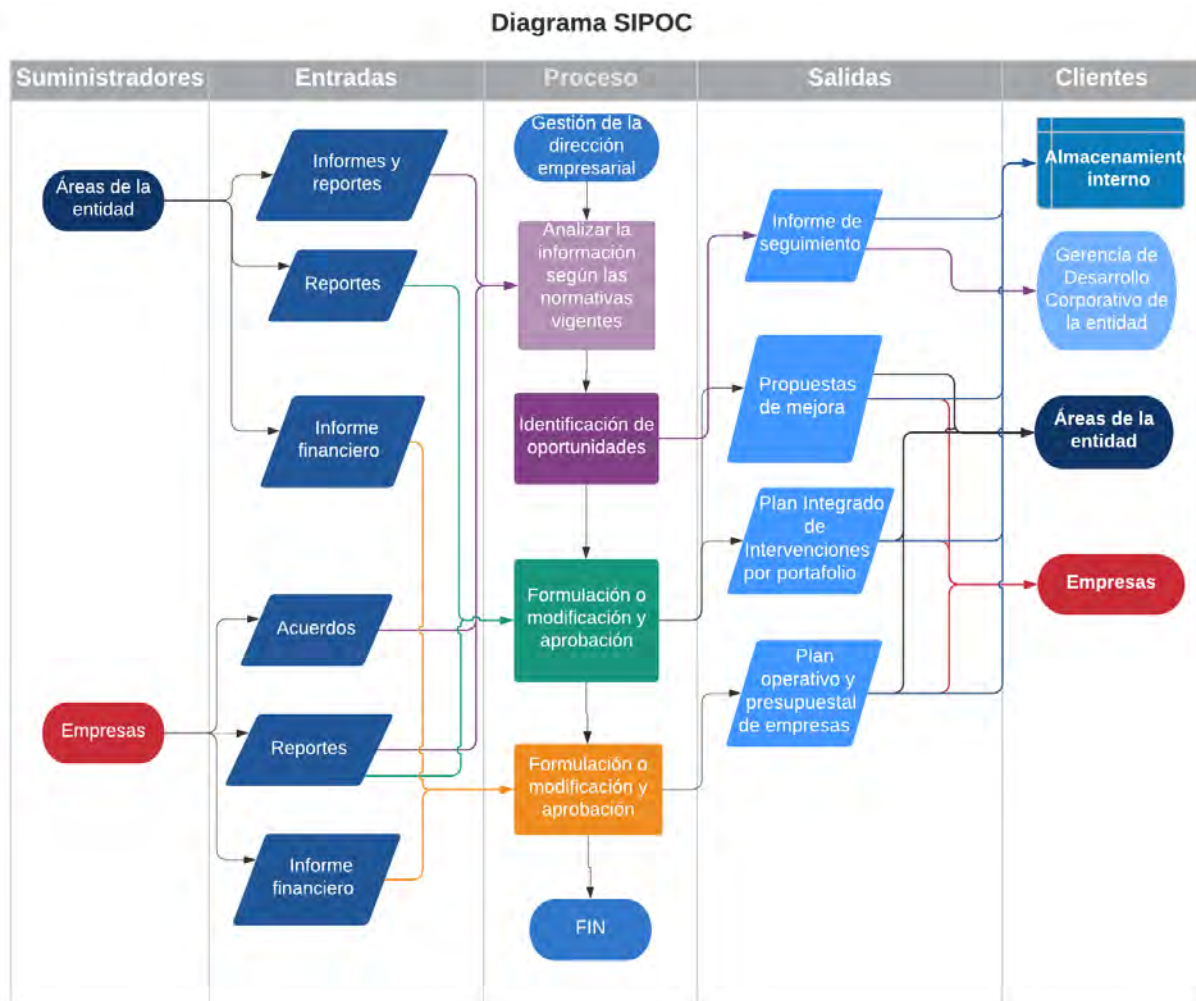 Diagrama SIPOC
Suministradores
Entradas
Proceso
Salidas
Clientes
Áreas de la
entidad
Empresas
Informes y
reportes
Reportes
Informe
financiero
Acuerdos
Reportes
Informe
financiero
Gestión de la
dirección
empresarial
Analizar la
información
según las
normativas
vigentes
Identificación de
oportunidades
Formulación o
modificación y
aprobación
Formulación o
modificación y
aprobación
FIN
Informe de
seguimiento
Propuestas
de mejora
Plan Integrado
de
Intervenciones
por portafolio
Plan
operativo y
presupuestal
de empresas
Almacenamiento
interno
Gerencia de
Desarrollo
Corporativo de
la entidad
Áreas de la
entidad
Empresas